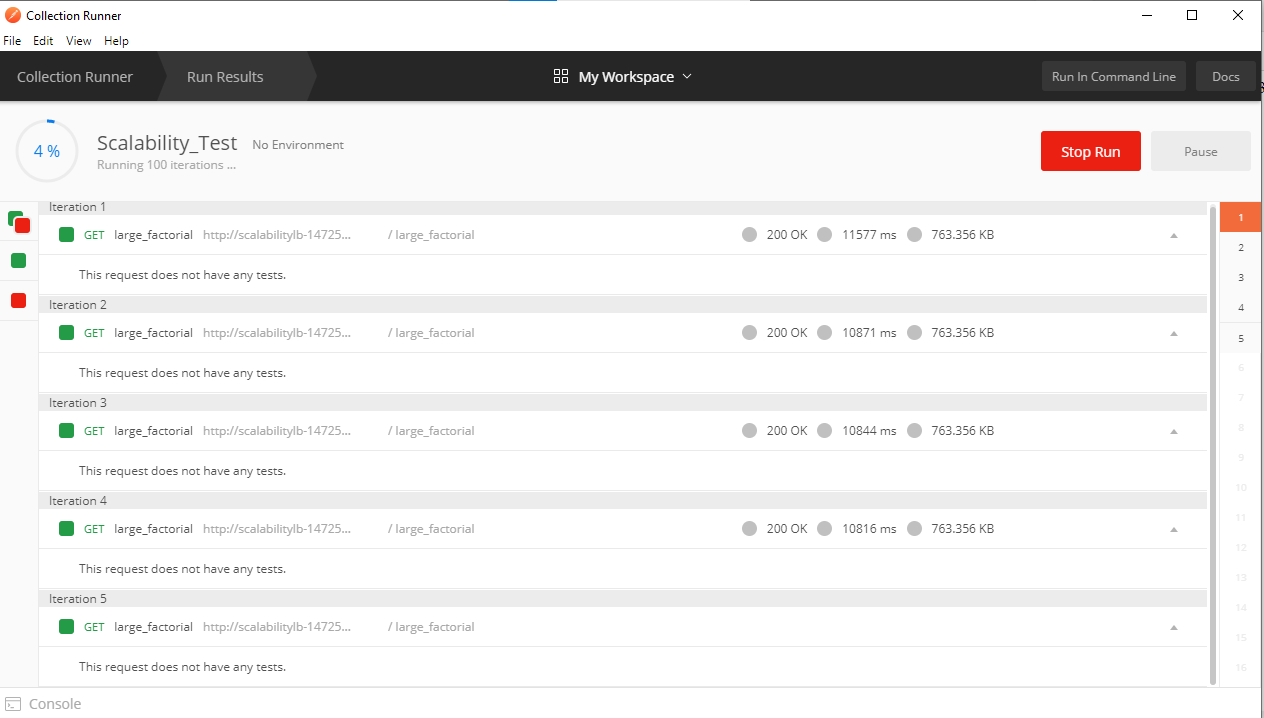 Collection Runner
File Edit View Help
Collection Runner Run Results My Workspace Run In Command Line Docs
4 % Scalability_Test No Environment Stop Run Pause
Running 100 iterations ...
Iteration 1
GET large_factorial http://scalabilitylb-14725... / large_factorial 200 OK 11577 ms 763.356 KB
This request does not have any tests.
Iteration 2
GET large_factorial http://scalabilitylb-14725... / large_factorial 200 OK 10871 ms 763.356 KB
This request does not have any tests.
Iteration 3
GET large_factorial http://scalabilitylb-14725... / large_factorial 200 OK 10844 ms 763.356 KB
This request does not have any tests.
Iteration 4
GET large_factorial http://scalabilitylb-14725... / large_factorial 200 OK 10816 ms 763.356 KB
This request does not have any tests.
Iteration 5
GET large_factorial http://scalabilitylb-14725... / large_factorial
This request does not have any tests.
1
2
3
4
5
6
7
8
9
10
11
12
13
14
15
16
Console